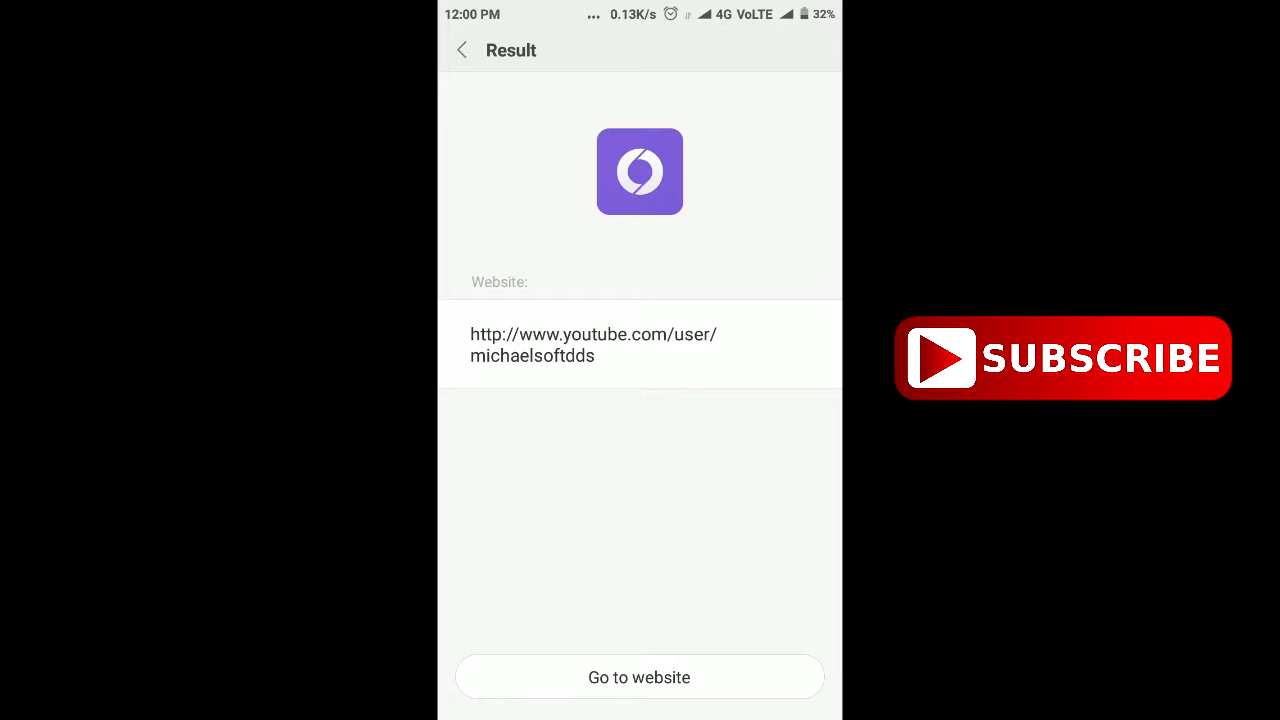 12:00 PM ... 0.13K/s 4G VoLTE 32%
Result
Website:
http://www.youtube.com/user/
michaelsoftdds
SUBSCRIBE
Go to website